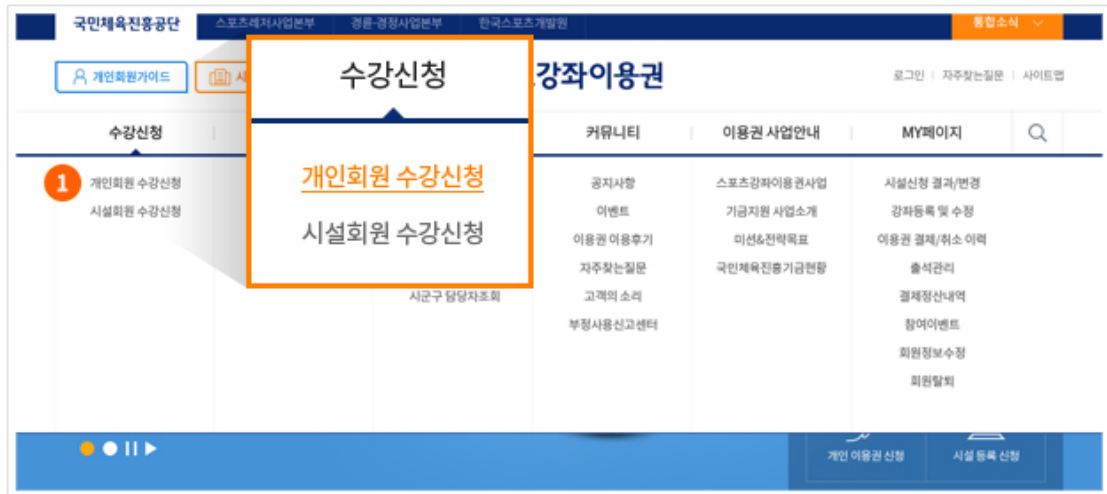 국민체육진흥공단 스포츠레저사업본부 경륜·경정사업본부 한국스포츠개발원 통합소식
개인회원가이드 시 강좌이용권 로그인 자주찾는질문 사이트맵
수강신청
개인회원 수강신청
시설회원 수강신청
수강신청 커뮤니티 이용권 사업안내 MY페이지
1 개인회원 수강신청 공지사항 스포츠강좌이용권사업 시설신청 결과/변경
시설회원 수강신청 이벤트 기금지원 사업소개 강좌등록 및 수정
이용권 이용후기 미션&전략목표 이용권 결제/취소 이력
자주찾는질문 국민체육진흥기금현황 출석관리
시군구 담당자조회 고객의 소리 결제정산내역
부정사용신고센터 참여이벤트
회원정보수정
회원탈퇴
개인 이용권 신청 시설 등록 신청